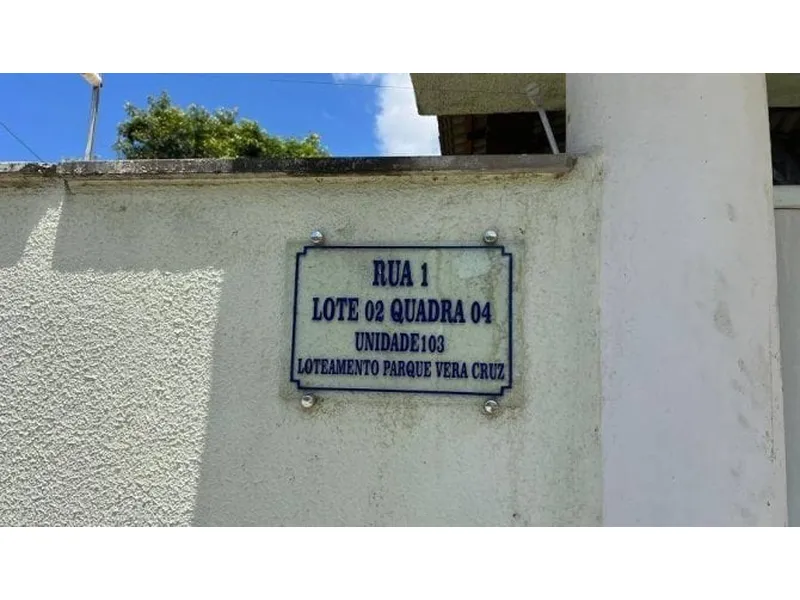 RUA 1
LOTE 02 QUADRA 04
UNIDADE103
LOTEAMENTO PARQUE VERA CRUZ